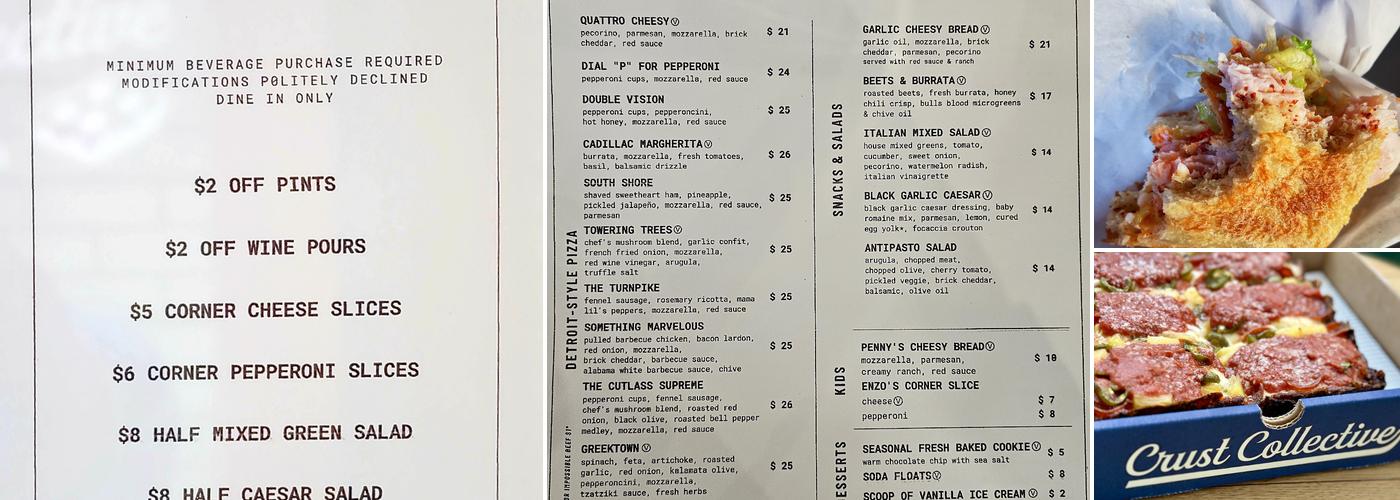 MINIMUM BEVERAGE PURCHASE REQUIRED
MODIFICATIONS POLITELY DECLINED
DINE IN ONLY
$2 OFF PINTS
$2 OFF WINE POURS
$5 CORNER CHEESE SLICES
$6 CORNER PEPPERONI SLICES
$8 HALF MIXED GREEN SALAD
$8 HALF CAESAR SALAD
DETROIT-STYLE PIZZA
QUATTRO CHEESY Ⓥ $ 21
pecorino, parmesan, mozzarella, brick
cheddar, red sauce
DIAL "P" FOR PEPPERONI $ 24
pepperoni cups, mozzarella, red sauce
DOUBLE VISION $ 25
pepperoni cups, pepperoncini,
hot honey, mozzarella, red sauce
CADILLAC MARGHERITA Ⓥ $ 26
burrata, mozzarella, fresh tomatoes,
basil, balsamic drizzle
SOUTH SHORE $ 25
shaved sweetheart ham, pineapple,
pickled jalapeño, mozzarella, red sauce,
parmesan
TOWERING TREES Ⓥ $ 25
chef's mushroom blend, garlic confit,
french fried onion, mozzarella,
red wine vinegar, arugula,
truffle salt
THE TURNPIKE $ 25
fennel sausage, rosemary ricotta, mama
lil's peppers, mozzarella, red sauce
SOMETHING MARVELOUS $ 25
pulled barbecue chicken, bacon lardon,
red onion, mozzarella,
brick cheddar, barbecue sauce,
alabama white barbecue sauce, chive
THE CUTLASS SUPREME $ 26
pepperoni cups, fennel sausage,
chef's mushroom blend, roasted red
onion, black olive, roasted bell pepper
medley, mozzarella, red sauce
GREEKTOWN Ⓥ $ 25
spinach, feta, artichoke, roasted
garlic, red onion, kalamata olive,
pepperoncini, mozzarella,
tzatziki sauce, fresh herbs
OR IMPOSSIBLE BEEF
SNACKS & SALADS
GARLIC CHEESY BREAD Ⓥ $ 21
garlic oil, mozzarella, brick
cheddar, parmesan, pecorino
served with red sauce & ranch
BEETS & BURRATA Ⓥ $ 17
roasted beets, fresh burrata, honey
chili crisp, bulls blood microgreens
& chive oil
ITALIAN MIXED SALAD Ⓥ $ 14
house mixed greens, tomato,
cucumber, sweet onion,
pecorino, watermelon radish,
italian vinaigrette
BLACK GARLIC CAESAR Ⓥ $ 14
black garlic caesar dressing, baby
romaine mix, parmesan, lemon, cured
egg yolk*, focaccia crouton
ANTIPASTO SALAD $ 14
arugula, chopped meat,
chopped olive, cherry tomato,
pickled veggie, brick cheddar,
balsamic, olive oil
KIDS
PENNY'S CHEESY BREAD Ⓥ $ 10
mozzarella, parmesan,
creamy ranch, red sauce
ENZO'S CORNER SLICE
cheese Ⓥ $ 7
pepperoni $ 8
ESSERTS
SEASONAL FRESH BAKED COOKIE Ⓥ $ 5
warm chocolate chip with sea salt
SODA FLOATS Ⓥ $ 8
SCOOP OF VANILLA ICE CREAM Ⓥ $ 2
Crust Collective